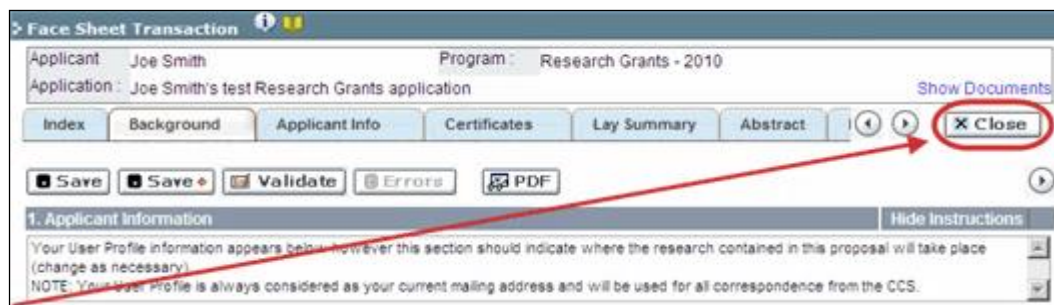 Face Sheet Transaction
Applicant Joe Smith Program : Research Grants - 2010
Application : Joe Smith's test Research Grants application Show Documents
Index Background Applicant Info Certificates Lay Summary Abstract X Close
Save Save Validate Errors PDF
1. Applicant Information Hide Instructions
Your User Profile information appears below, however this section should indicate where the research contained in this proposal will take place
(change as necessary)
NOTE: Your User Profile is always considered as your current mailing address and will be used for all correspondence from the CCS.